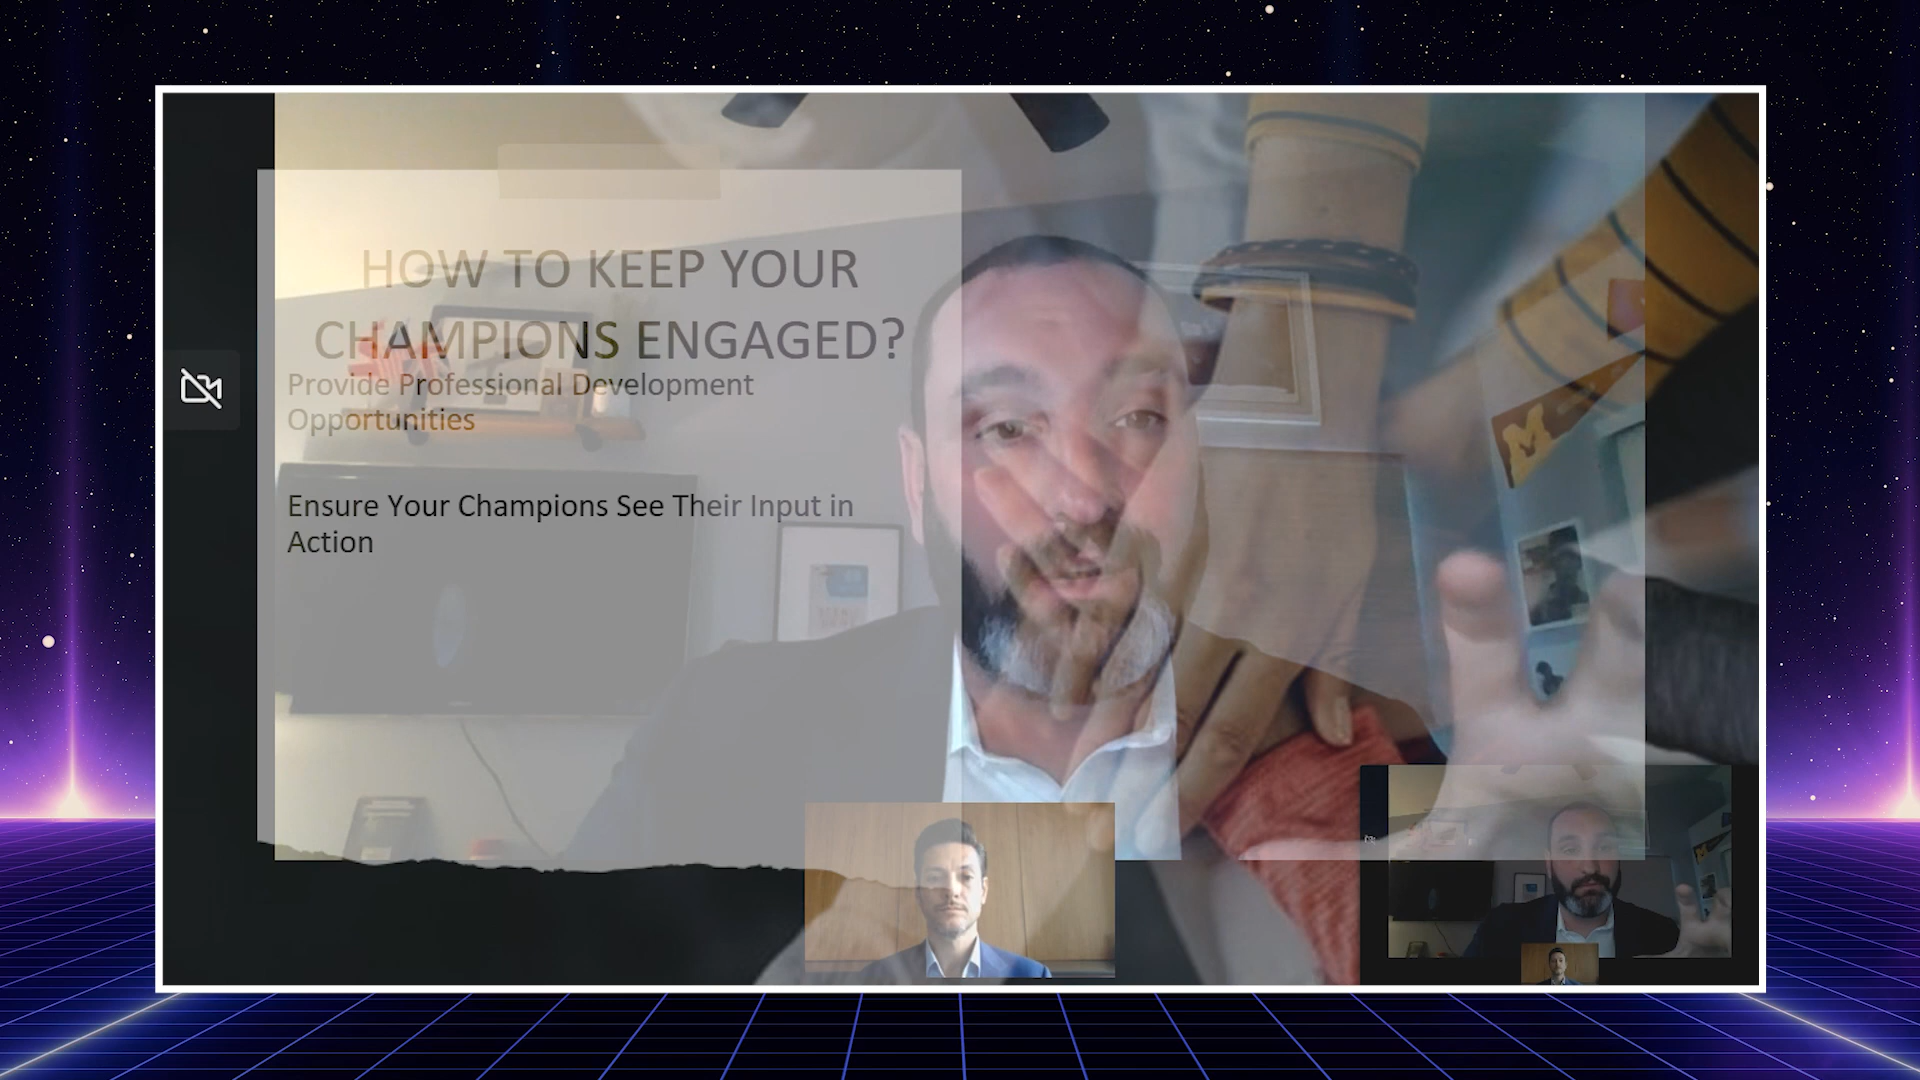 HOW TO KEEP YOUR
CHAMPIONS ENGAGED?
Provide Professional Development
Opportunities
Ensure Your Champions See Their Input in
Action
M